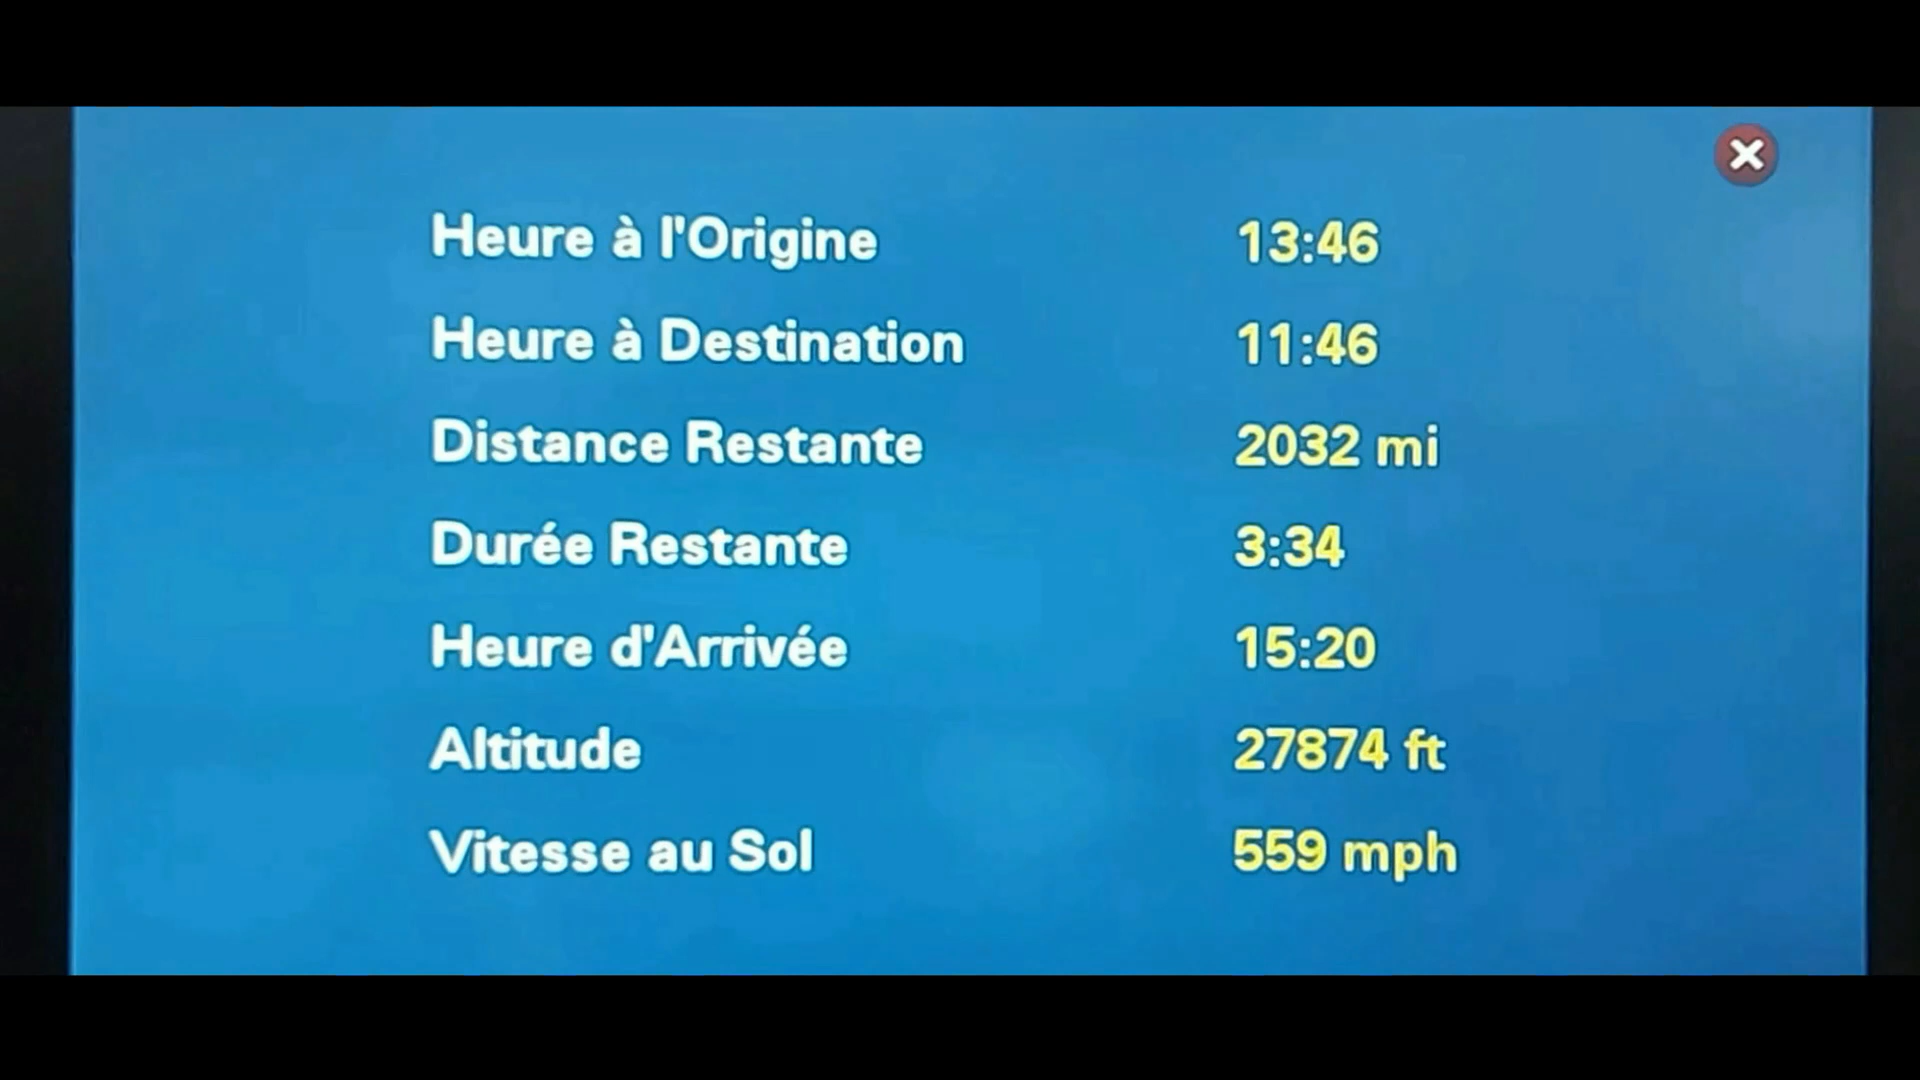 Heure à l'Origine 13:46
Heure à Destination 11:46
Distance Restante 2032 mi
Durée Restante 3:34
Heure d'Arrivée 15:20
Altitude 27874 ft
Vitesse au Sol 559 mph